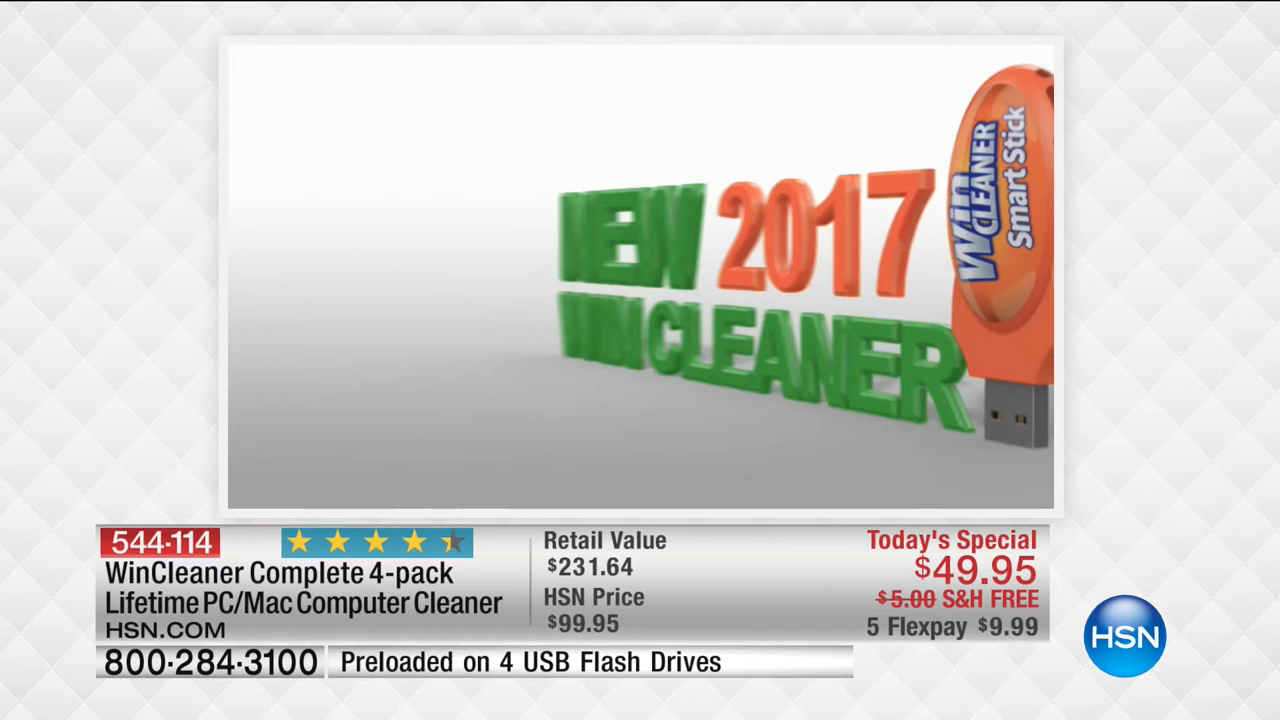 NEW 2017
WIN CLEANER
Win
CLEANER
Smart Stick
544-114
WinCleaner Complete 4-pack
Lifetime PC/Mac Computer Cleaner
HSN.COM
Retail Value
$231.64
HSN Price
$99.95
Today's Special
$49.95
$5.00 S&H FREE
5 Flexpay $9.99
HSN
800-284-3100
Preloaded on 4 USB Flash Drives